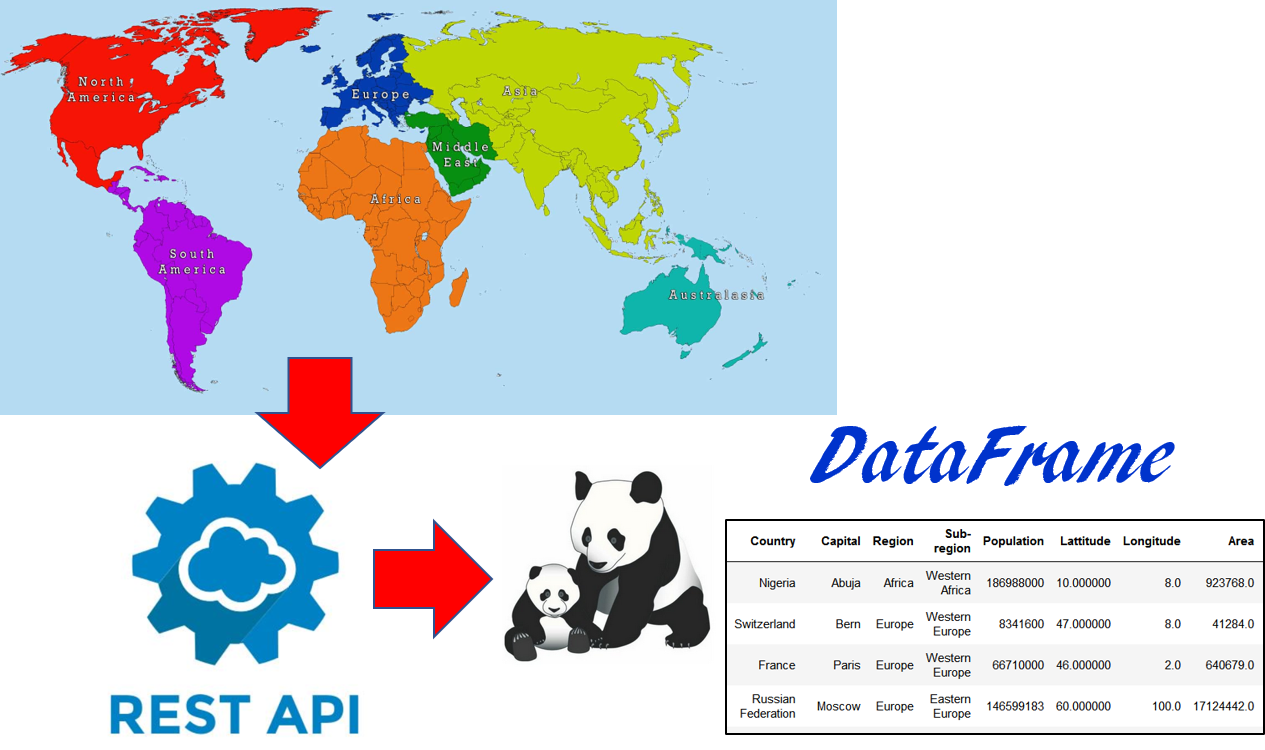 North
America
Europe
Asia
Middle
East
Africa
South
America
Australasia
DataFrame
REST API
Country Capital Region Sub-
region Population Lattitude Longitude Area
Nigeria Abuja Africa Western
Africa 186988000 10.000000 8.0 923768.0
Switzerland Bern Europe Western
Europe 8341600 47.000000 8.0 41284.0
France Paris Europe Western
Europe 66710000 46.000000 2.0 640679.0
Russian
Federation Moscow Europe Eastern
Europe 146599183 60.000000 100.0 17124442.0